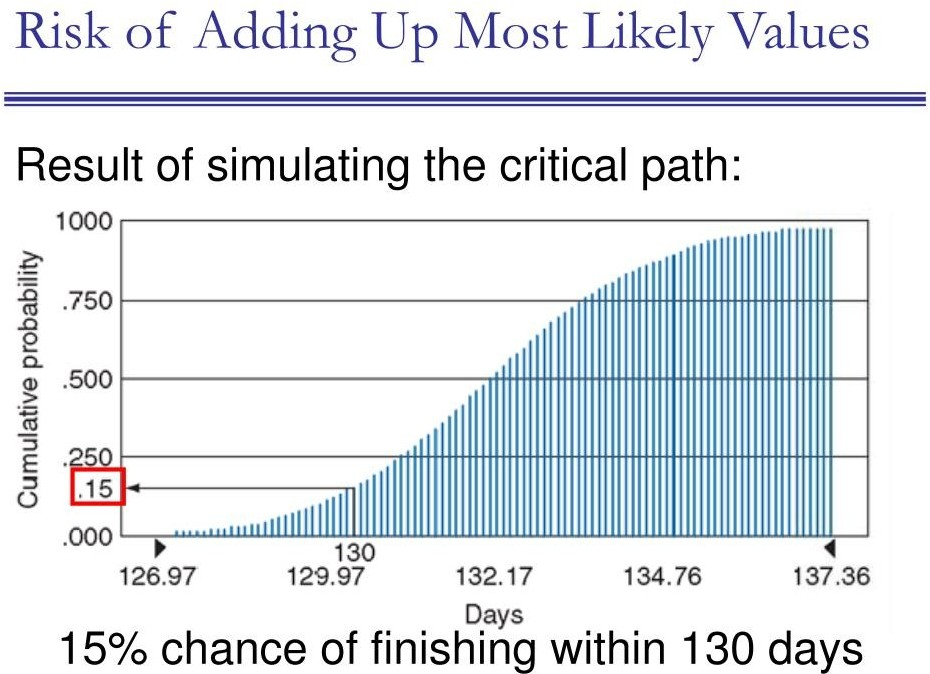 Risk of Adding Up Most Likely Values
Result of simulating the critical path:
Cumulative probability
1000
.750
.500
.250
.15
.000
130
126.97 129.97 132.17 134.76 137.36
Days
15% chance of finishing within 130 days